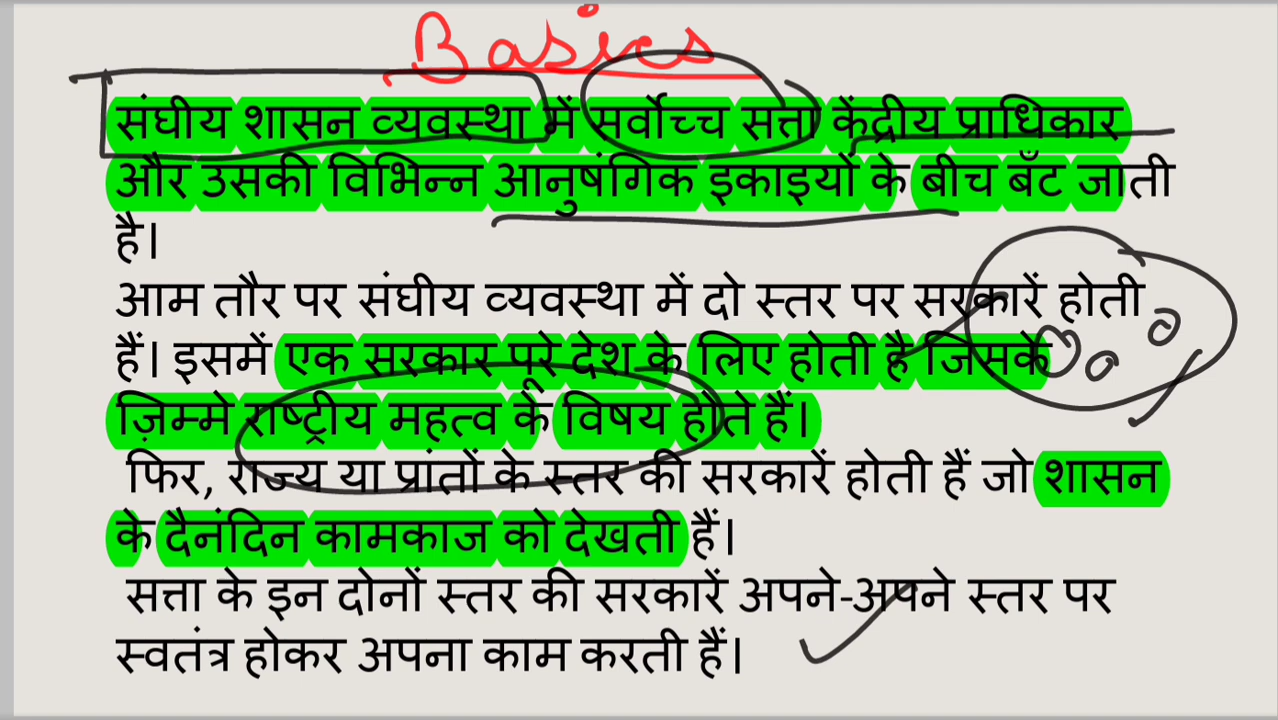 Basics
संघीय शासन व्यवस्था में सर्वोच्च सत्ता केंद्रीय प्राधिकार
और उसकी विभिन्न आनुषंगिक इकाइयों के बीच बँट जाती
है।
आम तौर पर संघीय व्यवस्था में दो स्तर पर सरकारें होती
हैं। इसमें एक सरकार पूरे देश के लिए होती है जिसके
ज़िम्मे राष्ट्रीय महत्व के विषय होते हैं।
फिर, राज्य या प्रांतों के स्तर की सरकारें होती हैं जो शासन
के दैनंदिन कामकाज को देखती हैं।
सत्ता के इन दोनों स्तर की सरकारें अपने-अपने स्तर पर
स्वतंत्र होकर अपना काम करती हैं।